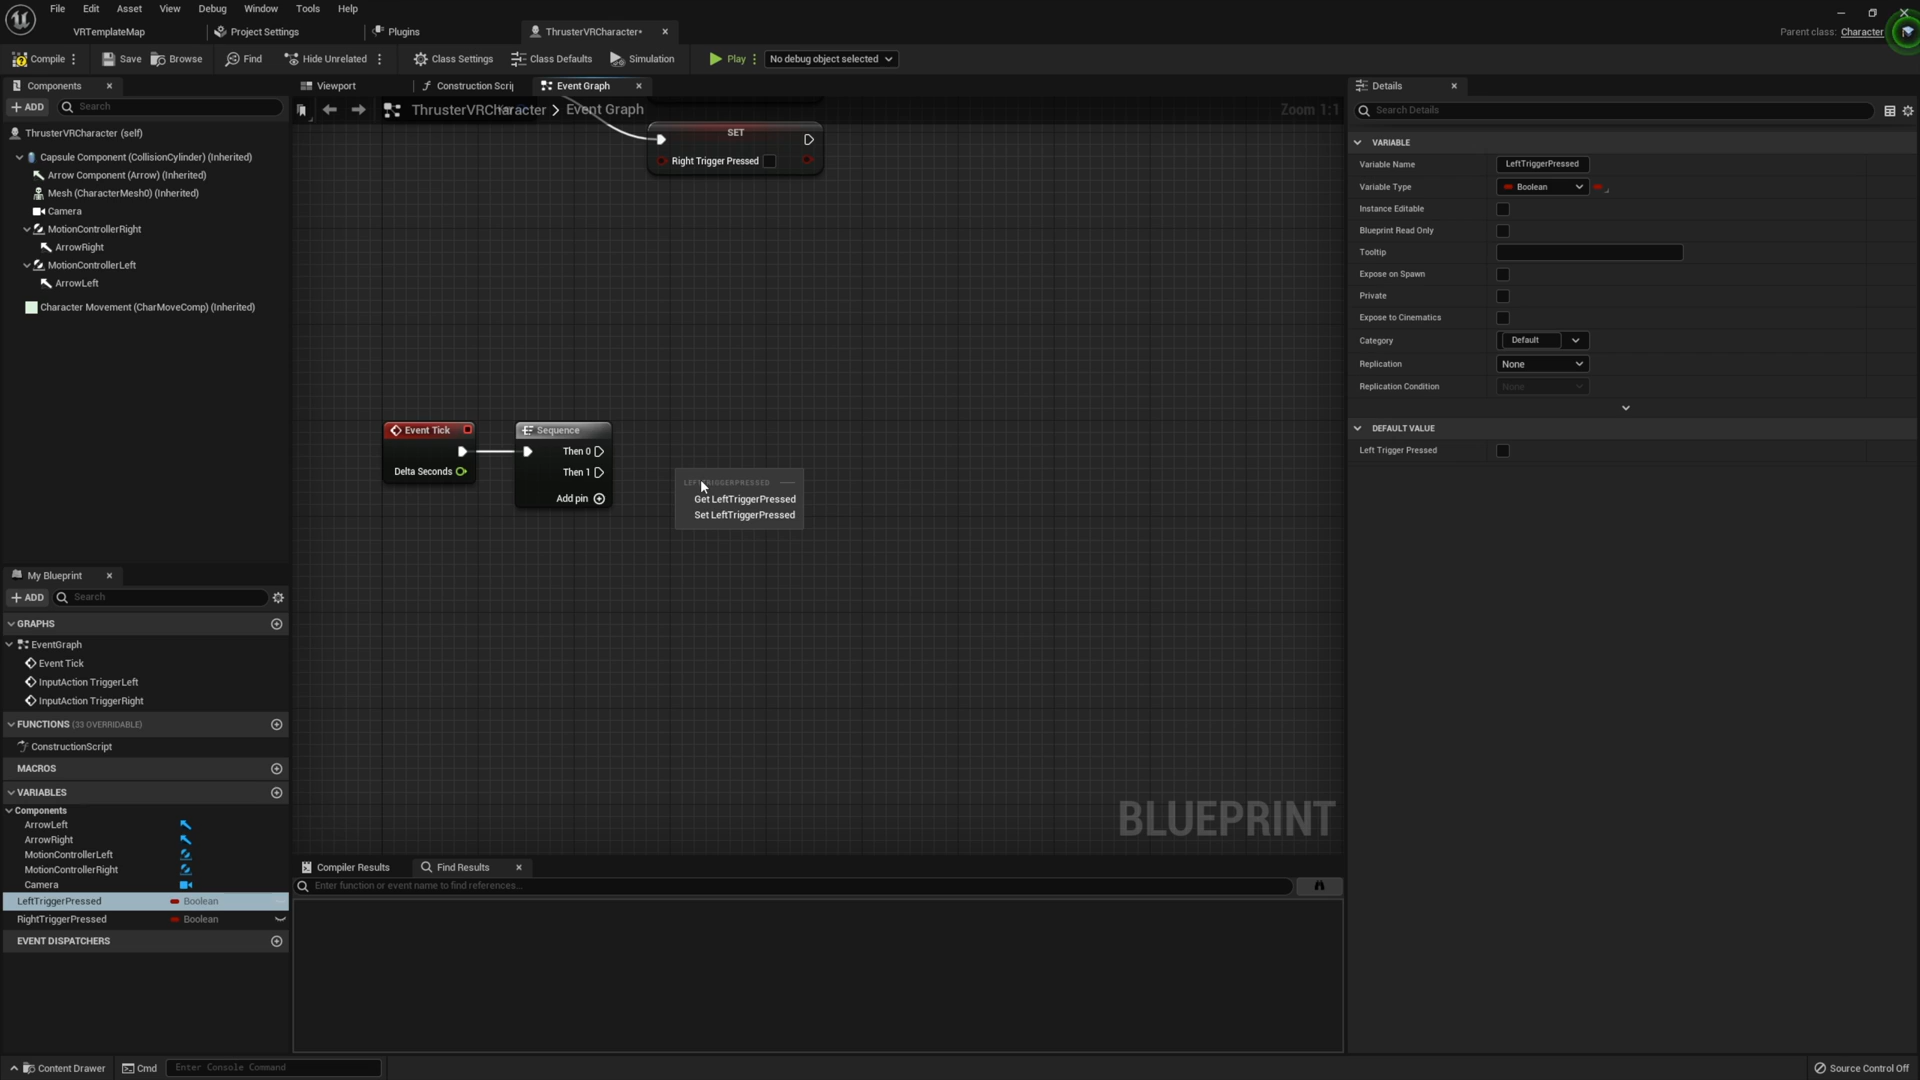 File Edit Asset View Debug Window Tools Help
VRTemplateMap Project Settings Plugins ThrusterVRCharacter*
Parent class: Character
Compile Save Browse Find Hide Unrelated Class Settings Class Defaults Simulation Play No debug object selected
Components
ADD Search
ThrusterVRCharacter (self)
Capsule Component (CollisionCylinder) (Inherited)
Arrow Component (Arrow) (Inherited)
Mesh (CharacterMesh0) (Inherited)
Camera
MotionControllerRight
ArrowRight
MotionControllerLeft
ArrowLeft
Character Movement (CharMoveComp) (Inherited)
My Blueprint
ADD Search
GRAPHS
EventGraph
Event Tick
InputAction TriggerLeft
InputAction TriggerRight
FUNCTIONS (33 OVERRIDABLE)
ConstructionScript
MACROS
VARIABLES
Components
ArrowLeft
ArrowRight
MotionControllerLeft
MotionControllerRight
Camera
LeftTriggerPressed Boolean
RightTriggerPressed Boolean
EVENT DISPATCHERS
Viewport Construction Scrip Event Graph
ThrusterVRCharacter > Event Graph
Zoom 1:1
SET
Right Trigger Pressed
Event Tick
Delta Seconds
Sequence
Then 0
Then 1
Add pin
LEFTTRIGGERPRESSED
Get LeftTriggerPressed
Set LeftTriggerPressed
BLUEPRINT
Compiler Results Find Results
Enter function or event name to find references...
Details
Search Details
VARIABLE
Variable Name LeftTriggerPressed
Variable Type Boolean
Instance Editable
Blueprint Read Only
Tooltip
Expose on Spawn
Private
Expose to Cinematics
Category Default
Replication None
Replication Condition None
DEFAULT VALUE
Left Trigger Pressed
Content Drawer Cmd Enter Console Command
Source Control Off